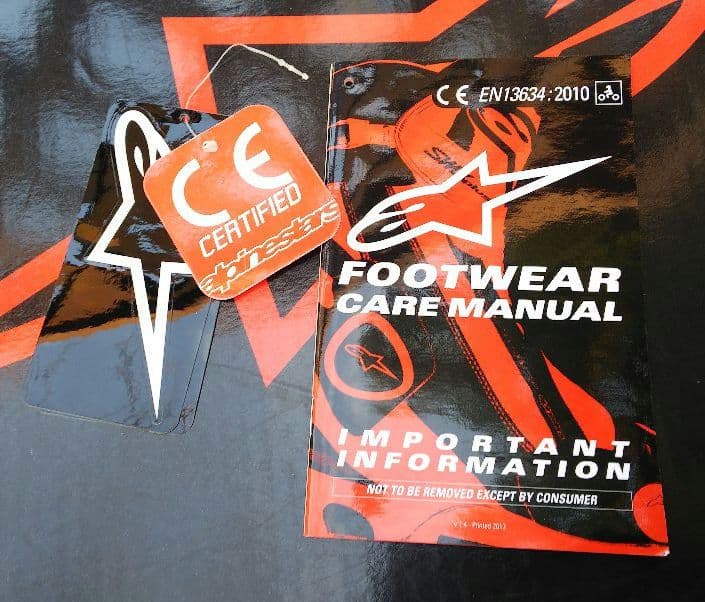 CE
CERTIFIED
alpinestars
CE EN13634:2010
FOOTWEAR
CARE MANUAL
IMPORTANT
INFORMATION
NOT TO BE REMOVED EXCEPT BY CONSUMER